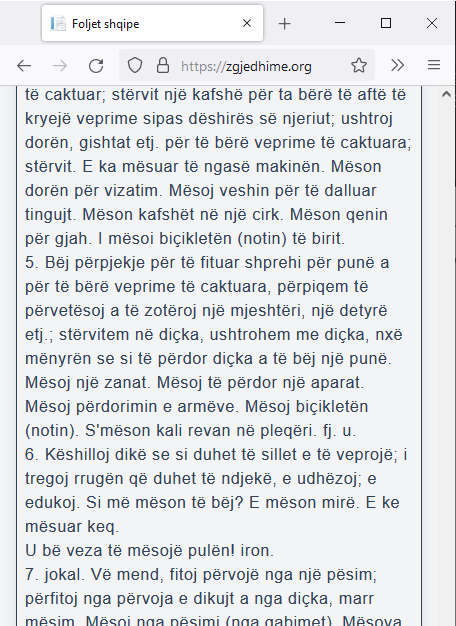 Foljet shqipe
https://zgjedhime.org
të caktuar; stërvit një kafshë për ta bërë të aftë të
kryejë veprime sipas dëshirës së njeriut; ushtroj
dorën, gishtat etj. për të bërë veprime të caktuara;
stërvit. E ka mësuar të ngasë makinën. Mëson
dorën për vizatim. Mësoj veshin për të dalluar
tingujt. Mëson kafshët në një cirk. Mëson qenin
për gjah. I mësoi biçikletën (notin) të birit.
5. Bëj përpjekje për të fituar shprehi për punë a
për të bërë veprime të caktuara, përpiqem të
përvetësoj a të zotëroj një mjeshtëri, një detyrë
etj.; stërvitem në diçka, ushtrohem me diçka, nxë
mënyrën se si të përdor diçka a të bëj një punë.
Mësoj një zanat. Mësoj të përdor një aparat.
Mësoj përdorimin e armëve. Mësoj biçikletën
(notin). S'mëson kali revan në pleqëri. fj. u.
6. Këshilloj dikë se si duhet të sillet e të veprojë; i
tregoj rrugën që duhet të ndjekë, e udhëzoj; e
edukoj. Si më mëson të bëj? E mëson mirë. E ke
mësuar keq.
U bë veza të mësojë pulën! iron.
7. jokal. Vë mend, fitoj përvojë nga një pësim;
përfitoj nga përvoja e dikujt a nga diçka, marr
mësim. Mësoj nga pësimi (nga gabimet). Mësova